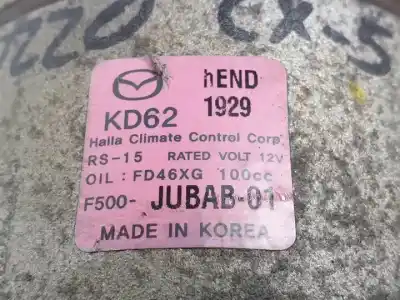 CX-5
hEND
KD62 1929
Halla Climate Control Corp
RS-15 RATED VOLT 12V
OIL: FD46XG 100cc
F500- JUBAB-01
MADE IN KOREA